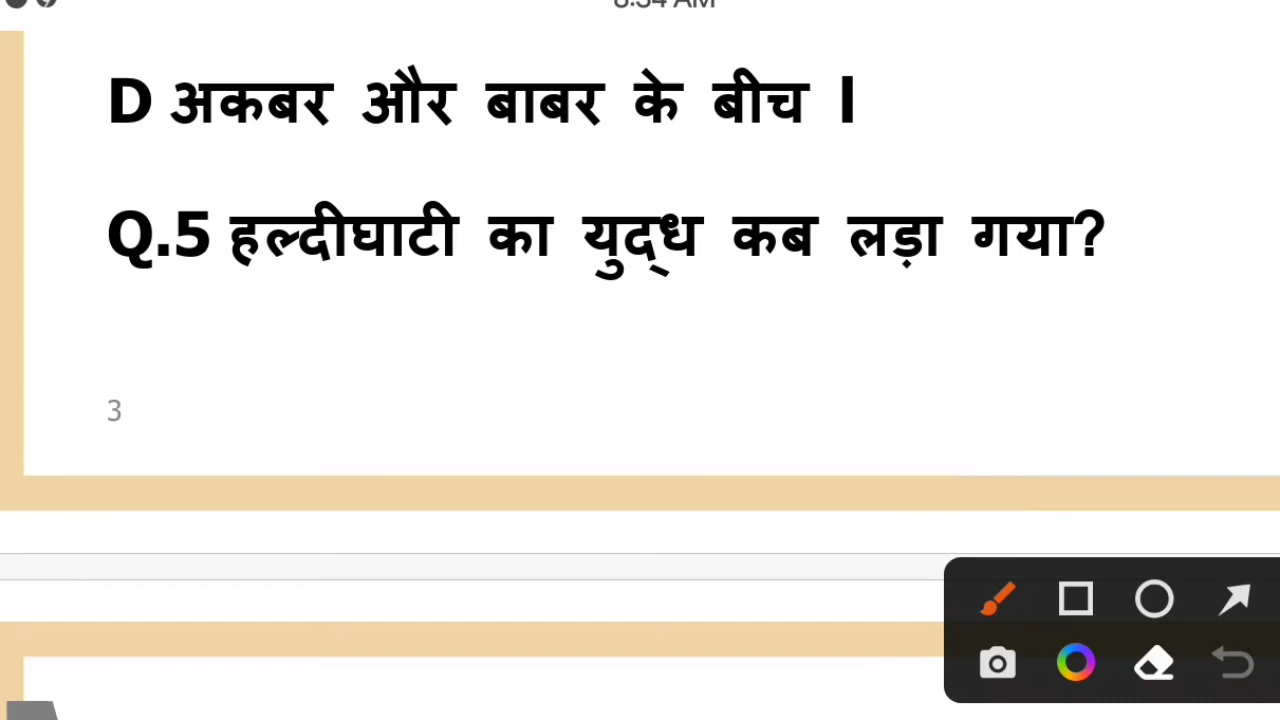 D अकबर और बाबर के बीच l
Q.5 हल्दीघाटी का युद्ध कब लड़ा गया?
3